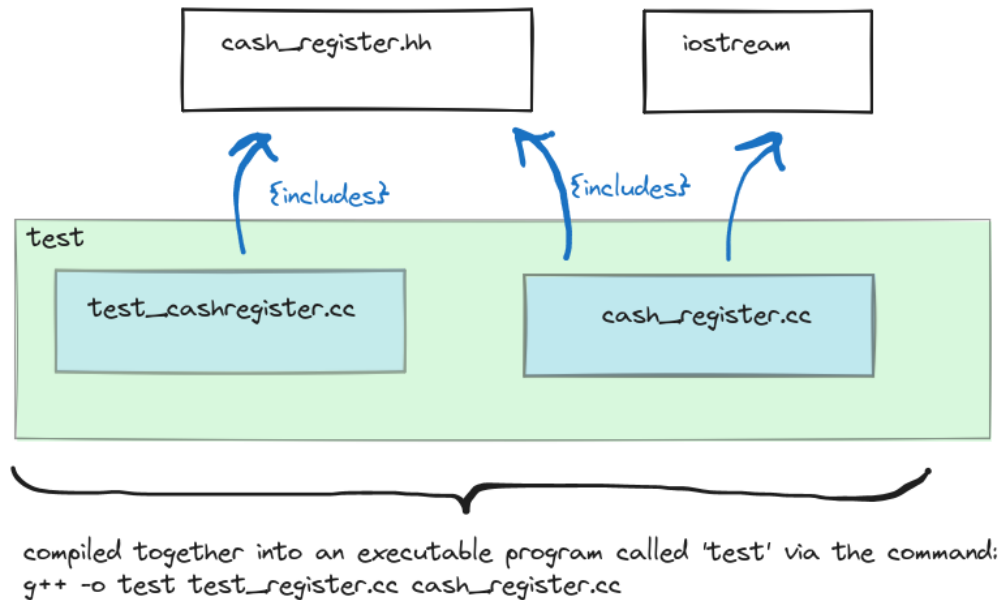 cash_register.hh
iostream
{includes}
{includes}
test
test_cashregister.cc
cash_register.cc
compiled together into an executable program called 'test' via the command:
g++ -o test test_register.cc cash_register.cc